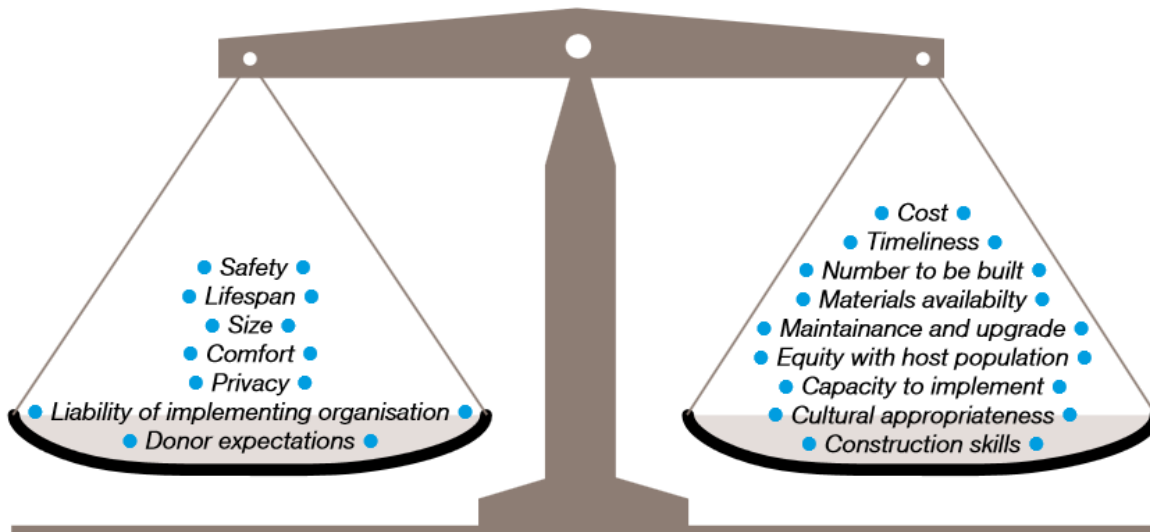 Safety
Lifespan
Size
Comfort
Privacy
Liability of implementing organisation
Donor expectations
Cost
Timeliness
Number to be built
Materials availabilty
Maintainance and upgrade
Equity with host population
Capacity to implement
Cultural appropriateness
Construction skills